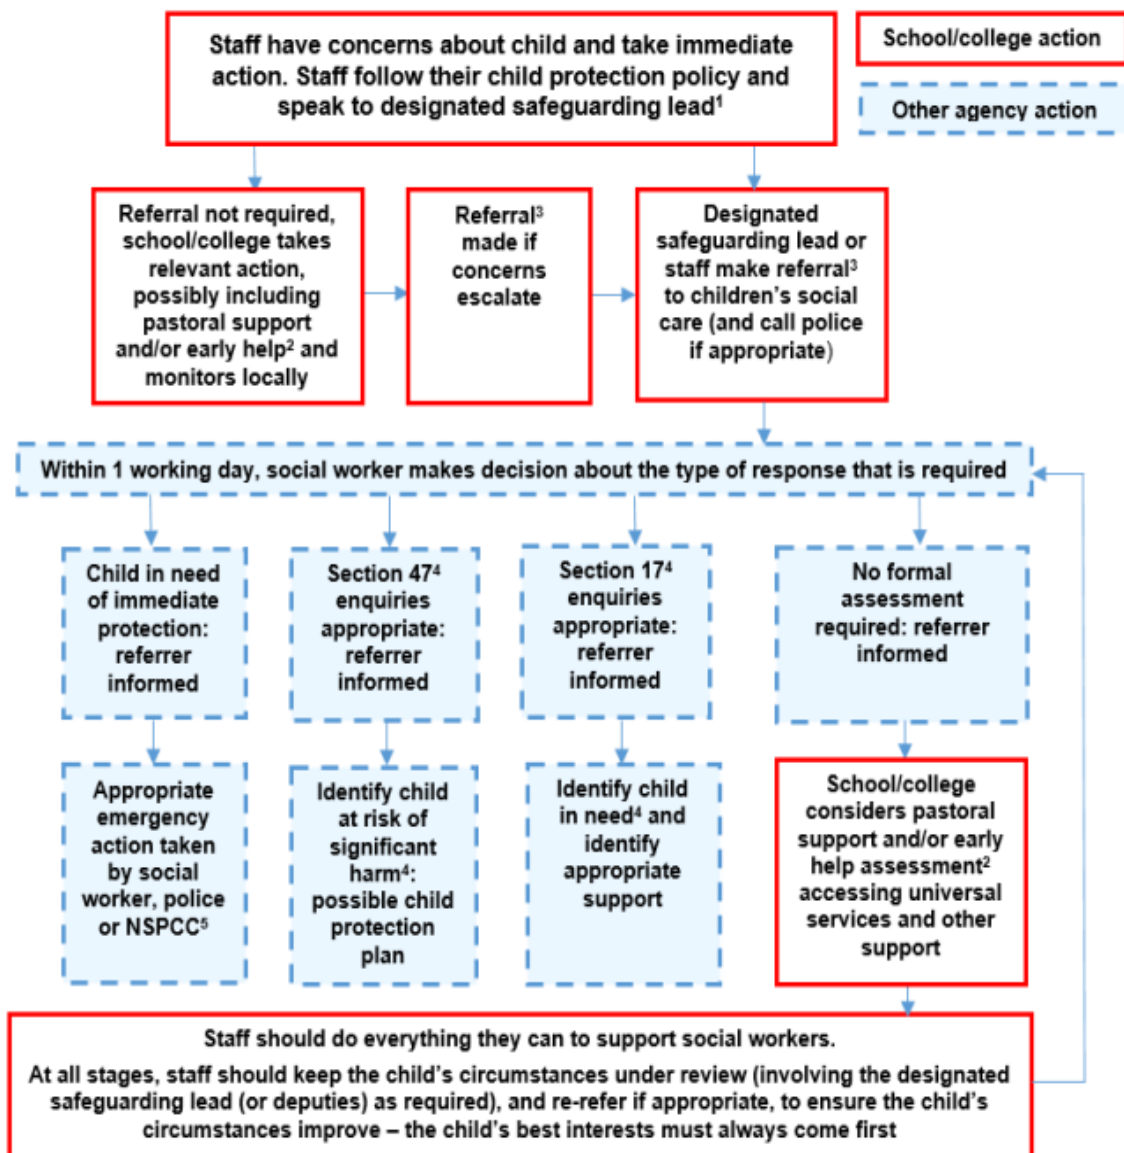 Staff have concerns about child and take immediate
action. Staff follow their child protection policy and
speak to designated safeguarding lead¹
School/college action
Other agency action
Referral not required,
school/college takes
relevant action,
possibly including
pastoral support
and/or early help² and
monitors locally
Referral³
made if
concerns
escalate
Designated
safeguarding lead or
staff make referral³
to children's social
care (and call police
if appropriate)
Within 1 working day, social worker makes decision about the type of response that is required
Child in need
of immediate
protection:
referrer
informed
Section 47⁴
enquiries
appropriate:
referrer
informed
Section 17⁴
enquiries
appropriate:
referrer
informed
No formal
assessment
required: referrer
informed
Appropriate
emergency
action taken
by social
worker, police
or NSPCC⁵
Identify child
at risk of
significant
harm⁴:
possible child
protection
plan
Identify child
in need⁴ and
identify
appropriate
support
School/college
considers pastoral
support and/or early
help assessment²
accessing universal
services and other
support
Staff should do everything they can to support social workers.
At all stages, staff should keep the child's circumstances under review (involving the designated
safeguarding lead (or deputies) as required), and re-refer if appropriate, to ensure the child's
circumstances improve – the child's best interests must always come first